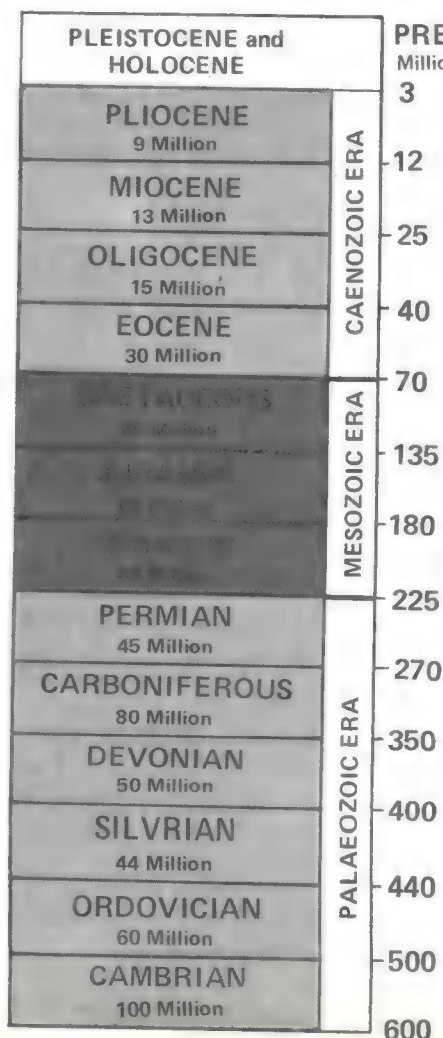 PLEISTOCENE and
HOLOCENE
PRE
Millio
3
PLIOCENE
9 Million
12
MIOCENE
13 Million
25
OLIGOCENE
15 Million
40
EOCENE
30 Million
70
CAENOZOIC ERA
135
180
MESOZOIC ERA
225
PERMIAN
45 Million
270
CARBONIFEROUS
80 Million
350
DEVONIAN
50 Million
400
SILVRIAN
44 Million
440
ORDOVICIAN
60 Million
500
CAMBRIAN
100 Million
600
PALAEOZOIC ERA